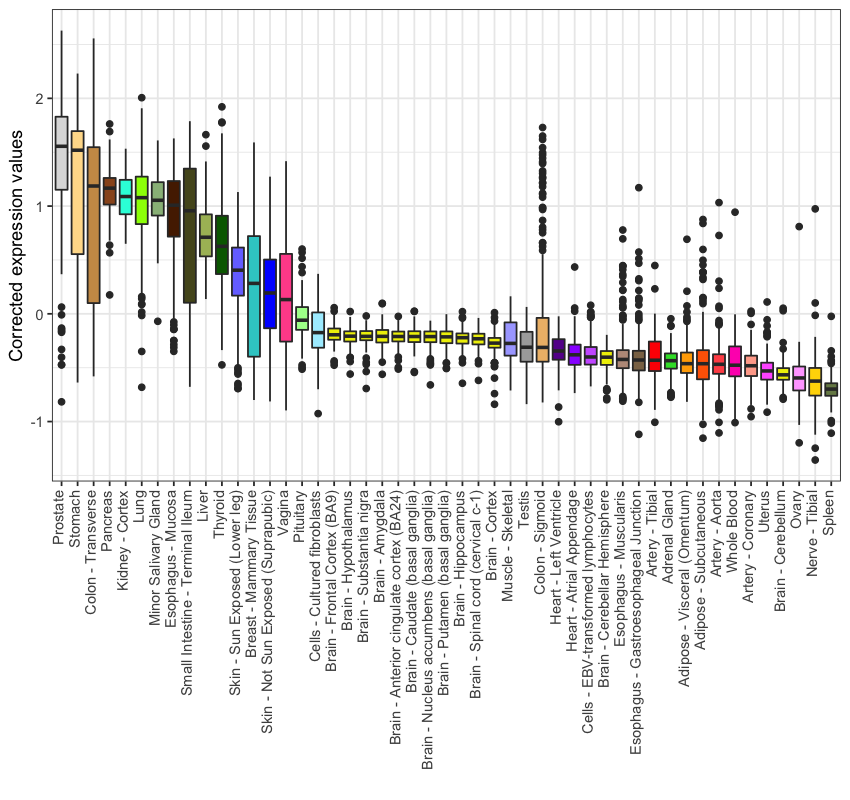 Corrected expression values
2
1
0
-1
Prostate
Stomach
Colon - Transverse
Pancreas
Kidney - Cortex
Lung
Minor Salivary Gland
Esophagus - Mucosa
Small Intestine - Terminal Ileum
Liver
Thyroid
Skin - Sun Exposed (Lower leg)
Breast - Mammary Tissue
Skin - Not Sun Exposed (Suprapubic)
Vagina
Pituitary
Cells - Cultured fibroblasts
Brain - Frontal Cortex (BA9)
Brain - Hypothalamus
Brain - Substantia nigra
Brain - Amygdala
Brain - Anterior cingulate cortex (BA24)
Brain - Caudate (basal ganglia)
Brain - Nucleus accumbens (basal ganglia)
Brain - Putamen (basal ganglia)
Brain - Hippocampus
Brain - Spinal cord (cervical c-1)
Brain - Cortex
Muscle - Skeletal
Testis
Colon - Sigmoid
Heart - Left Ventricle
Heart - Atrial Appendage
Cells - EBV-transformed lymphocytes
Brain - Cerebellar Hemisphere
Esophagus - Muscularis
Esophagus - Gastroesophageal Junction
Artery - Tibial
Adrenal Gland
Adipose - Visceral (Omentum)
Adipose - Subcutaneous
Artery - Aorta
Whole Blood
Artery - Coronary
Uterus
Brain - Cerebellum
Ovary
Nerve - Tibial
Spleen